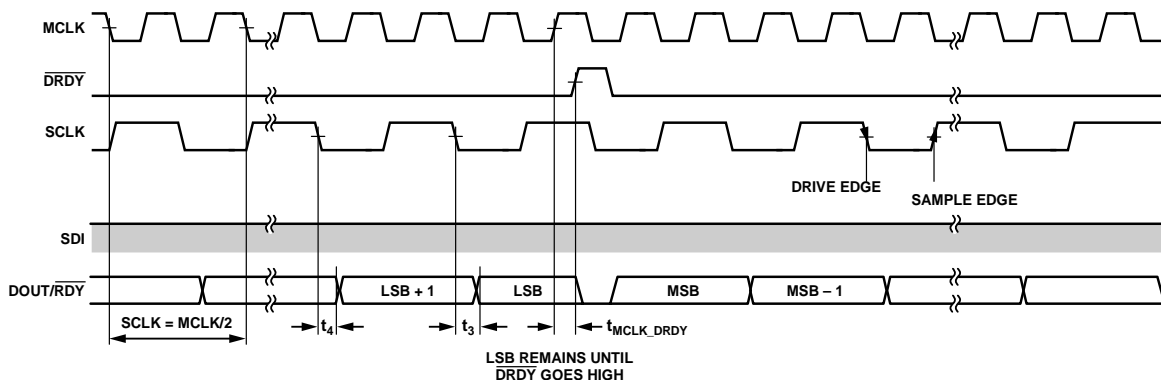 MCLK
DRDY
SCLK
DRIVE EDGE
SAMPLE EDGE
SDI
DOUT/RDY
LSB + 1
LSB
MSB
MSB – 1
SCLK = MCLK/2
t4
t3
tMCLK_DRDY
LSB REMAINS UNTIL
DRDY GOES HIGH